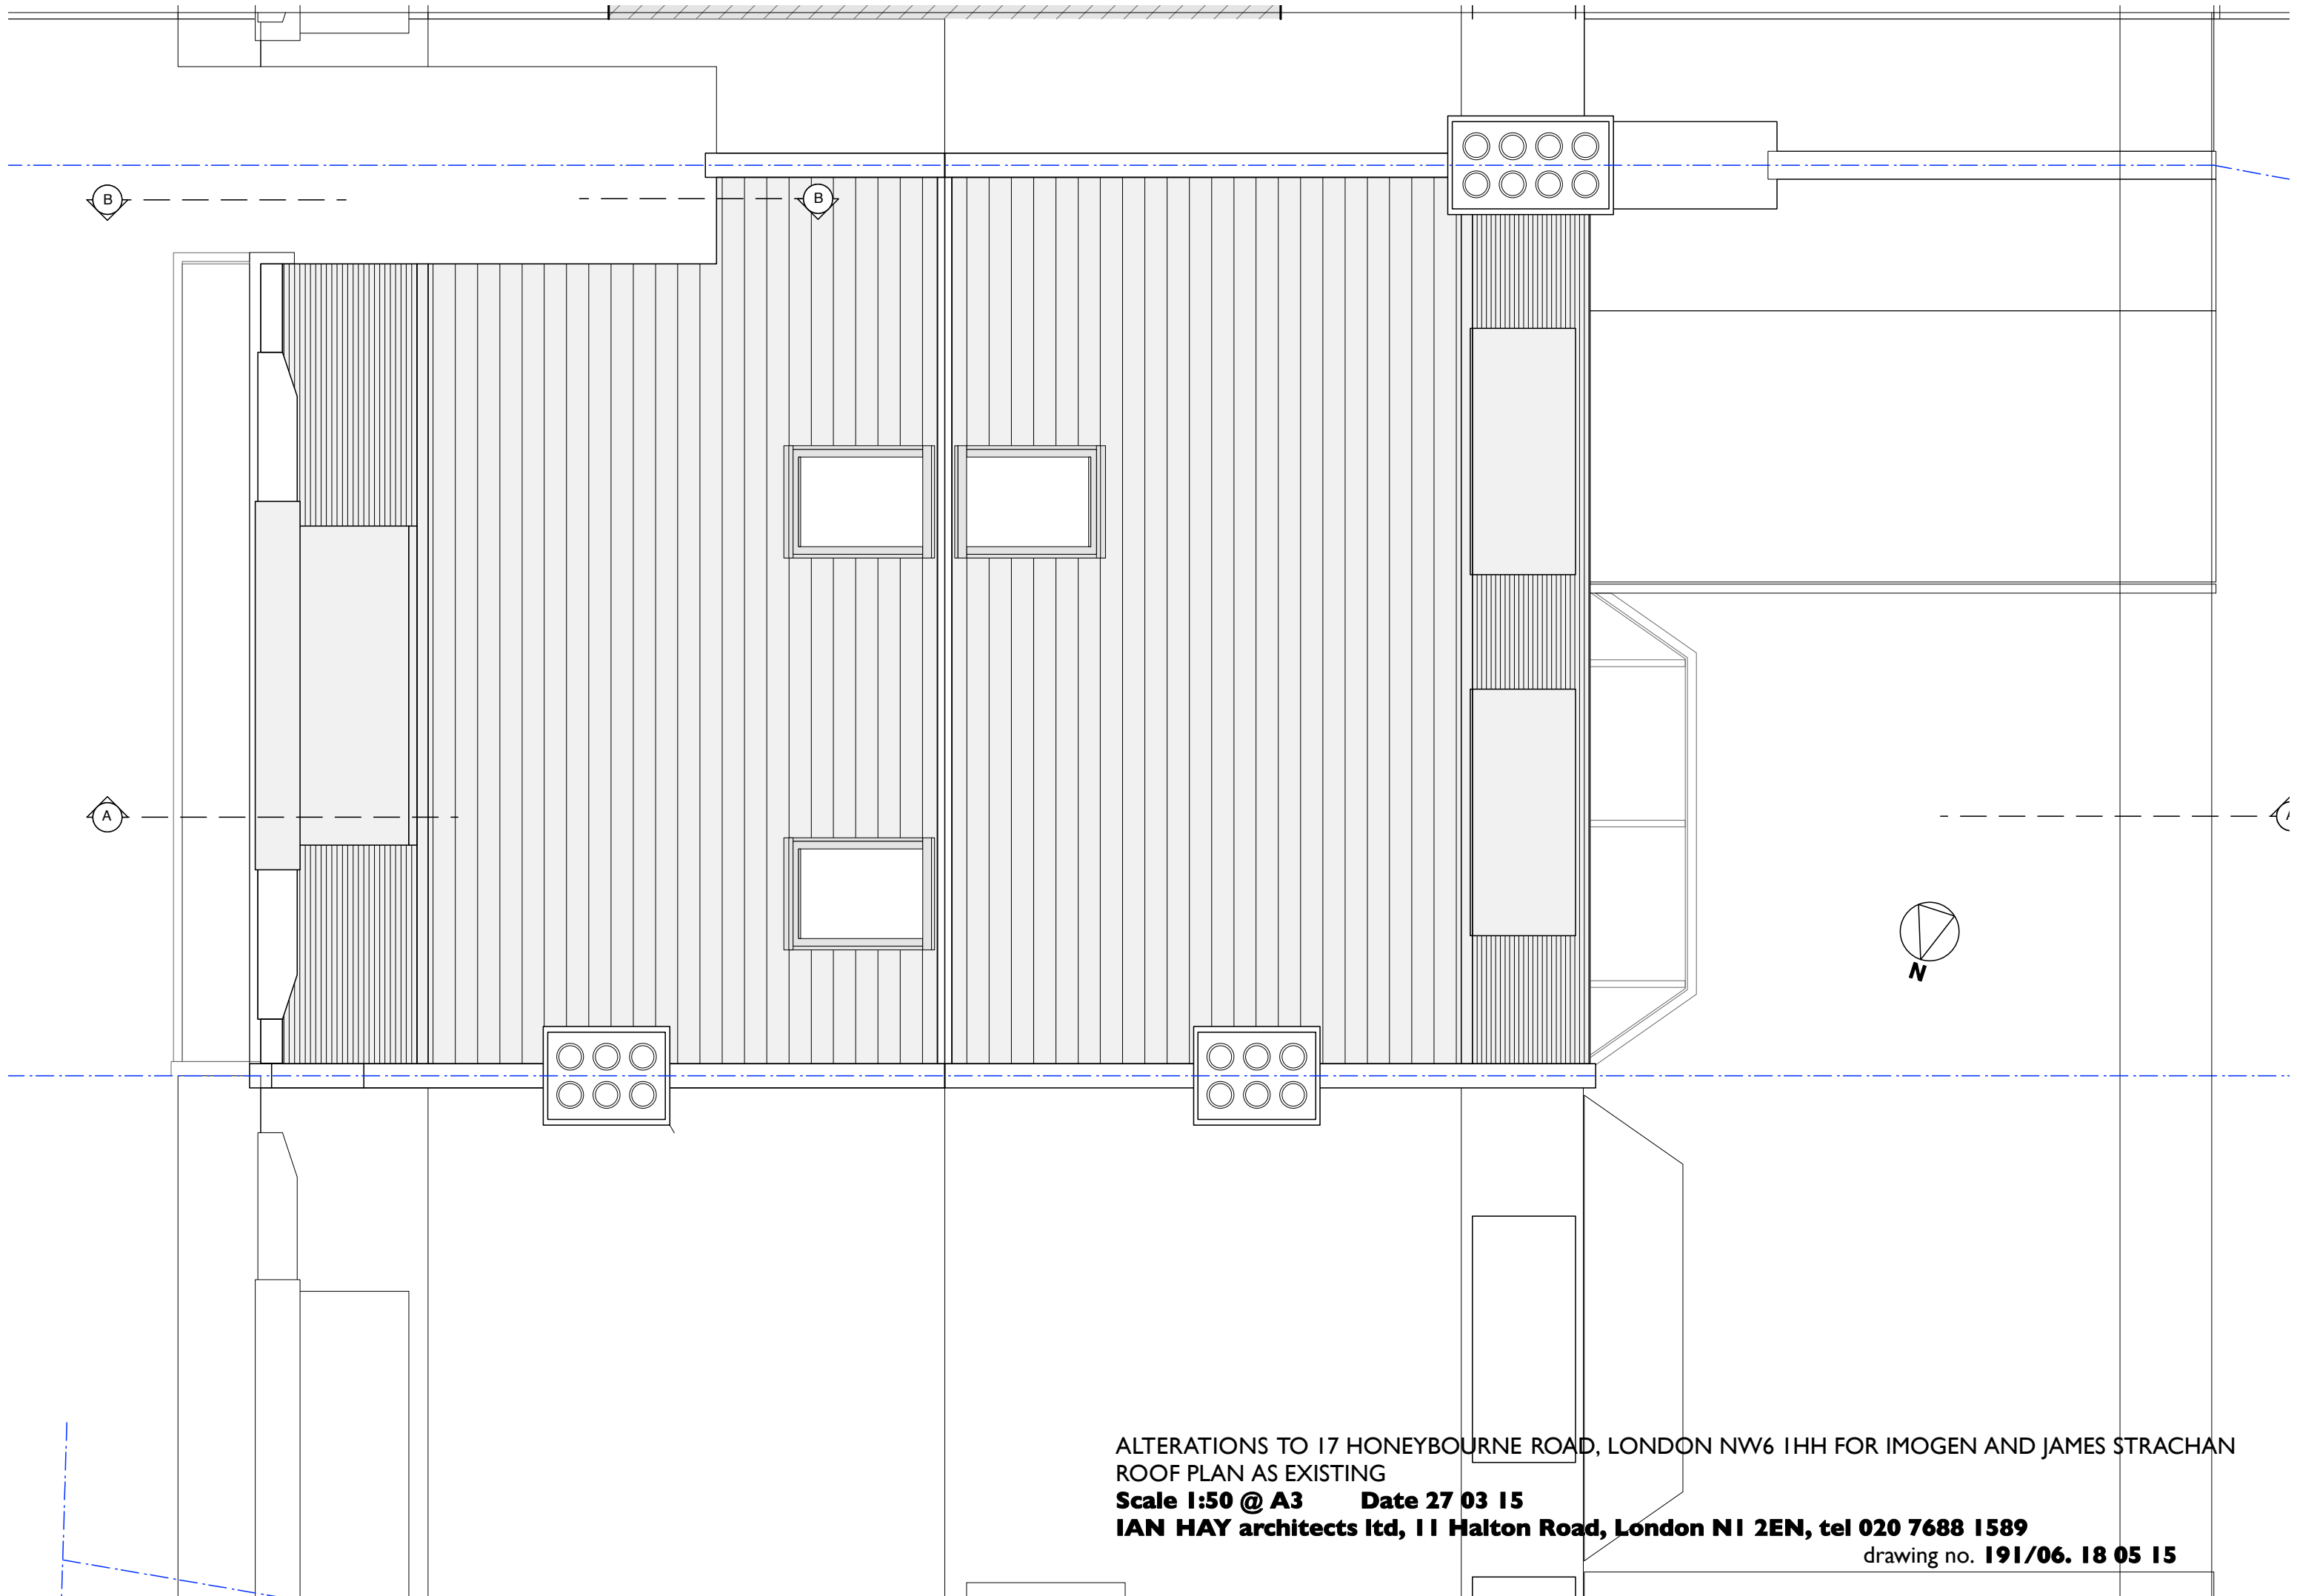 B
B
A
A
N
ALTERATIONS TO 17 HONEYBOURNE ROAD, LONDON NW6 1HH FOR IMOGEN AND JAMES STRACHAN
ROOF PLAN AS EXISTING
Scale 1:50 @ A3 Date 27 03 15
IAN HAY architects ltd, 11 Halton Road, London N1 2EN, tel 020 7688 1589
drawing no. 191/06. 18 05 15